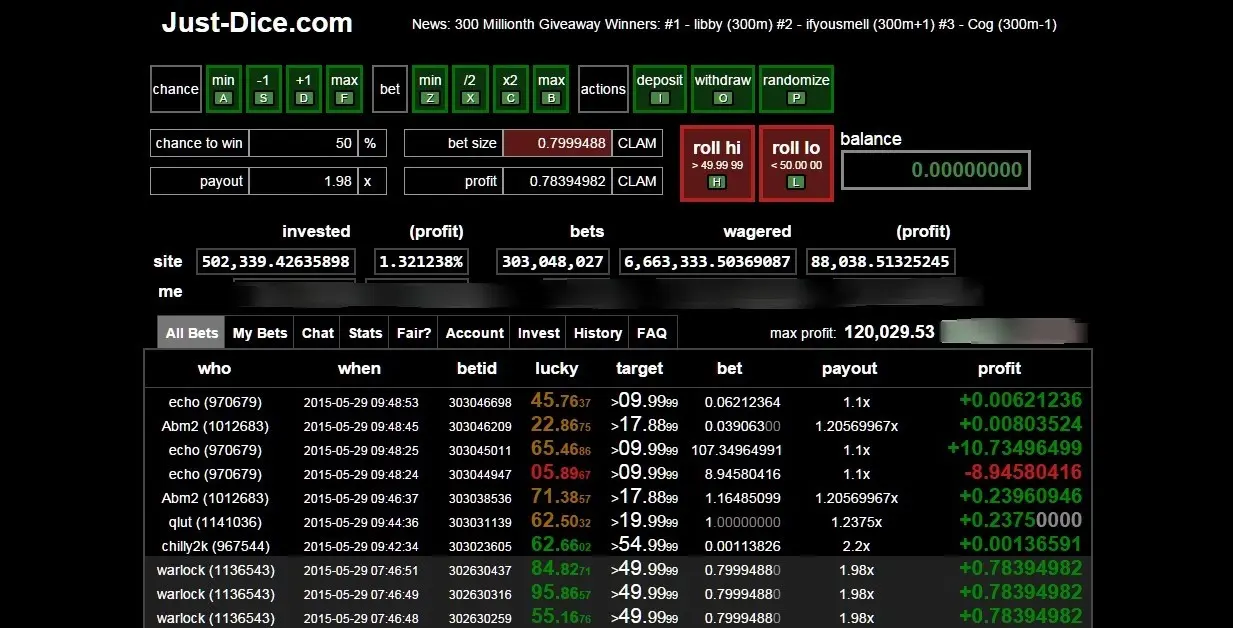 Just-Dice.com News: 300 Millionth Giveaway Winners: #1 - libby (300m) #2 - ifyousmell (300m+1) #3 - Cog (300m-1)
chance min A -1 S +1 D max F bet min Z /2 X x2 C max B actions deposit I withdraw O randomize P
chance to win 50 % bet size 0.7999488 CLAM roll hi > 49.99 99 H roll lo < 50.00 00 L balance 0.00000000
payout 1.98 x profit 0.78394982 CLAM
invested (profit) bets wagered (profit)
site 502,339.42635898 1.321238% 303,048,027 6,663,333.50369087 88,038.51325245
me
All Bets My Bets Chat Stats Fair? Account Invest History FAQ max profit: 120,029.53
who when betid lucky target bet payout profit
echo (970679) 2015-05-29 09:48:53 303046698 45.7637 >09.9999 0.06212364 1.1x +0.00621236
Abm2 (1012683) 2015-05-29 09:48:45 303046209 22.8675 >17.8899 0.03906300 1.20569967x +0.00803524
echo (970679) 2015-05-29 09:48:25 303045011 65.4686 >09.9999 107.34964991 1.1x +10.73496499
echo (970679) 2015-05-29 09:48:24 303044947 05.8967 >09.9999 8.94580416 1.1x -8.94580416
Abm2 (1012683) 2015-05-29 09:46:37 303038536 71.3857 >17.8899 1.16485099 1.20569967x +0.23960946
qlut (1141036) 2015-05-29 09:44:36 303031139 62.5032 >19.9999 1.00000000 1.2375x +0.23750000
chilly2k (967544) 2015-05-29 09:42:34 303023605 62.6602 >54.9999 0.00113826 2.2x +0.00136591
warlock (1136543) 2015-05-29 07:46:51 302630437 84.8271 >49.9999 0.79994880 1.98x +0.78394982
warlock (1136543) 2015-05-29 07:46:49 302630316 95.8657 >49.9999 0.79994880 1.98x +0.78394982
warlock (1136543) 2015-05-29 07:46:48 302630259 55.1676 >49.9999 0.79994880 1.98x +0.78394982